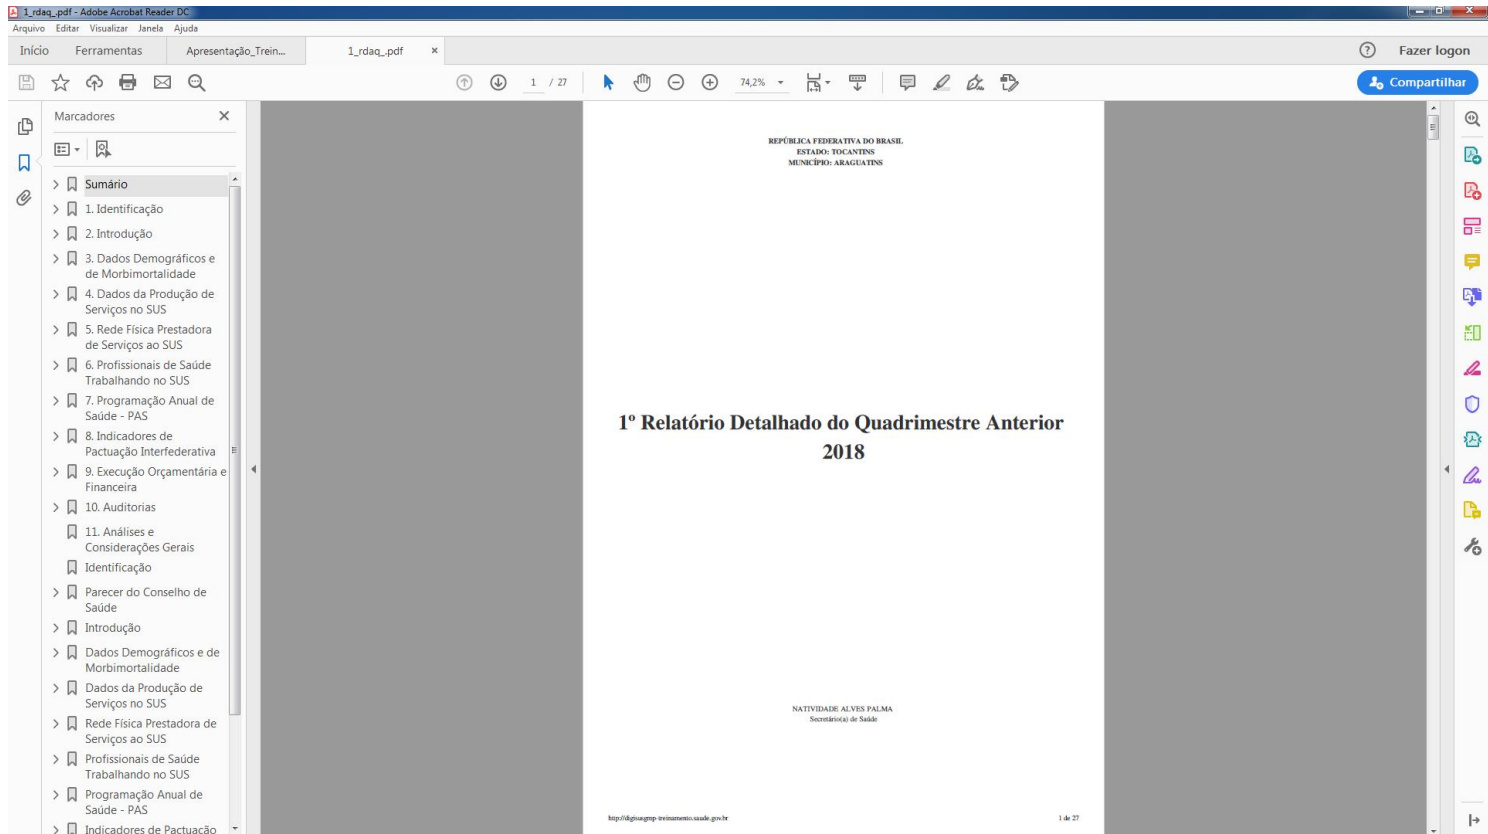 1_rdaq_.pdf - Adobe Acrobat Reader DC
Arquivo Editar Visualizar Janela Ajuda
Início Ferramentas Apresentação_Trein... 1_rdaq_.pdf × Fazer logon
1 / 27 74,2% Compartilhar
Marcadores
Sumário
1. Identificação
2. Introdução
3. Dados Demográficos e
de Morbimortalidade
4. Dados da Produção de
Serviços no SUS
5. Rede Física Prestadora
de Serviços ao SUS
6. Profissionais de Saúde
Trabalhando no SUS
7. Programação Anual de
Saúde - PAS
8. Indicadores de
Pactuação Interfederativa
9. Execução Orçamentária e
Financeira
10. Auditorias
11. Análises e
Considerações Gerais
Identificação
Parecer do Conselho de
Saúde
Introdução
Dados Demográficos e de
Morbimortalidade
Dados da Produção de
Serviços no SUS
Rede Física Prestadora de
Serviços ao SUS
Profissionais de Saúde
Trabalhando no SUS
Programação Anual de
Saúde - PAS
Indicadores de Pactuação
REPÚBLICA FEDERATIVA DO BRASIL
ESTADO: TOCANTINS
MUNICÍPIO: ARAGUATINS
1º Relatório Detalhado do Quadrimestre Anterior
2018
NATIVIDADE ALVES PALMA
Secretário(a) de Saúde
http://digisusgmp-treinamento.saude.gov.br 1 de 27